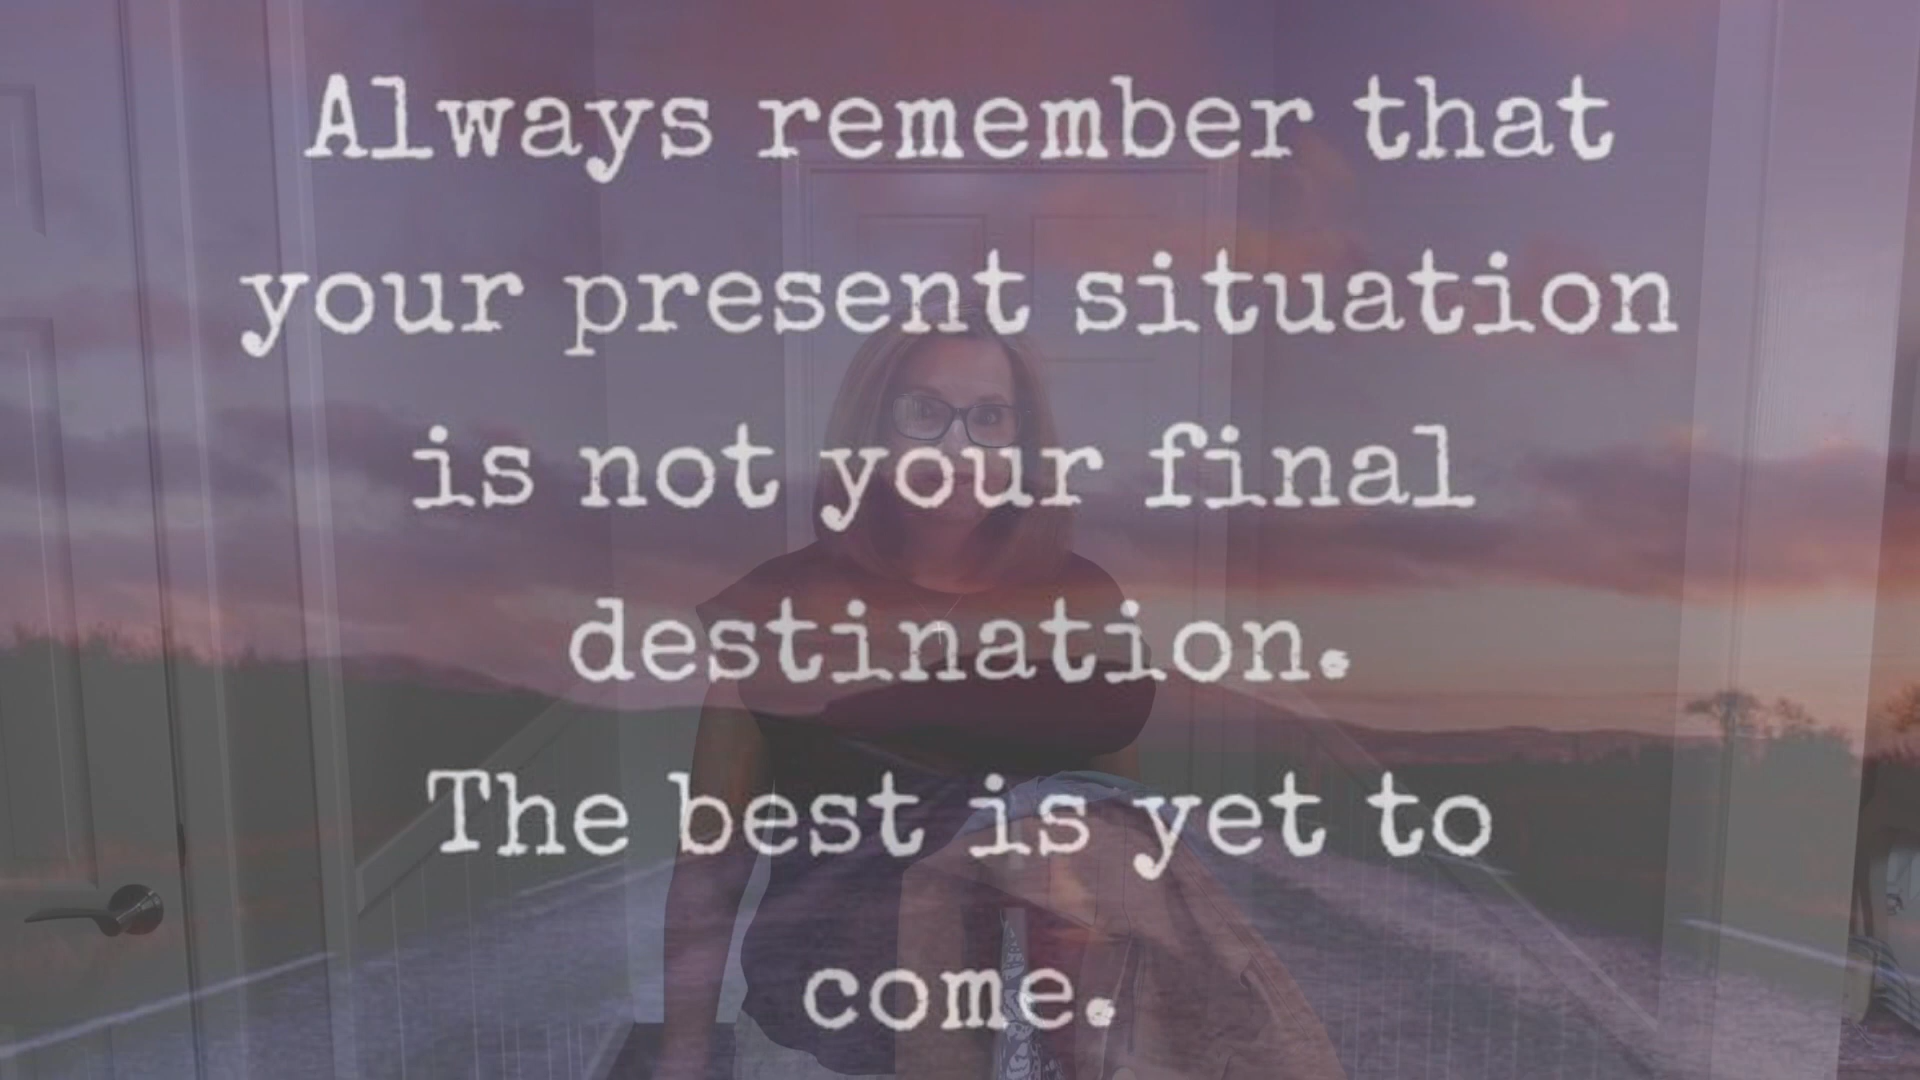 Always remember that
your present situation
is not your final
destination.
The best is yet to
come.